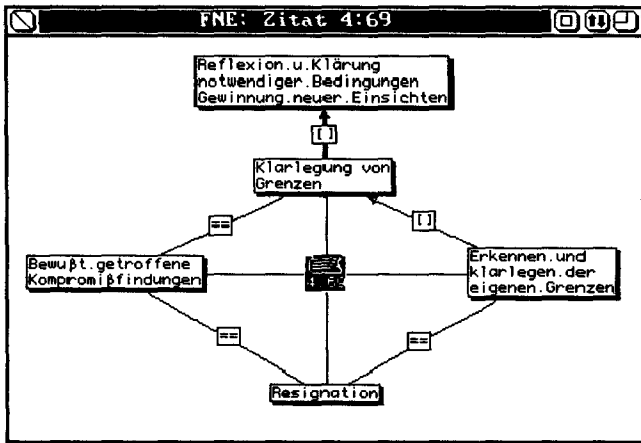 FNE: Zitat 4:69
Reflexion.u.Klärung
notwendiger.Bedingungen
Gewinnung.neuer.Einsichten
[]
Klarlegung von
Grenzen
==
[]
Bewußt.getroffene
Kompromißfindungen
Erkennen.und
klarlegen.der
eigenen.Grenzen
==
==
Resignation